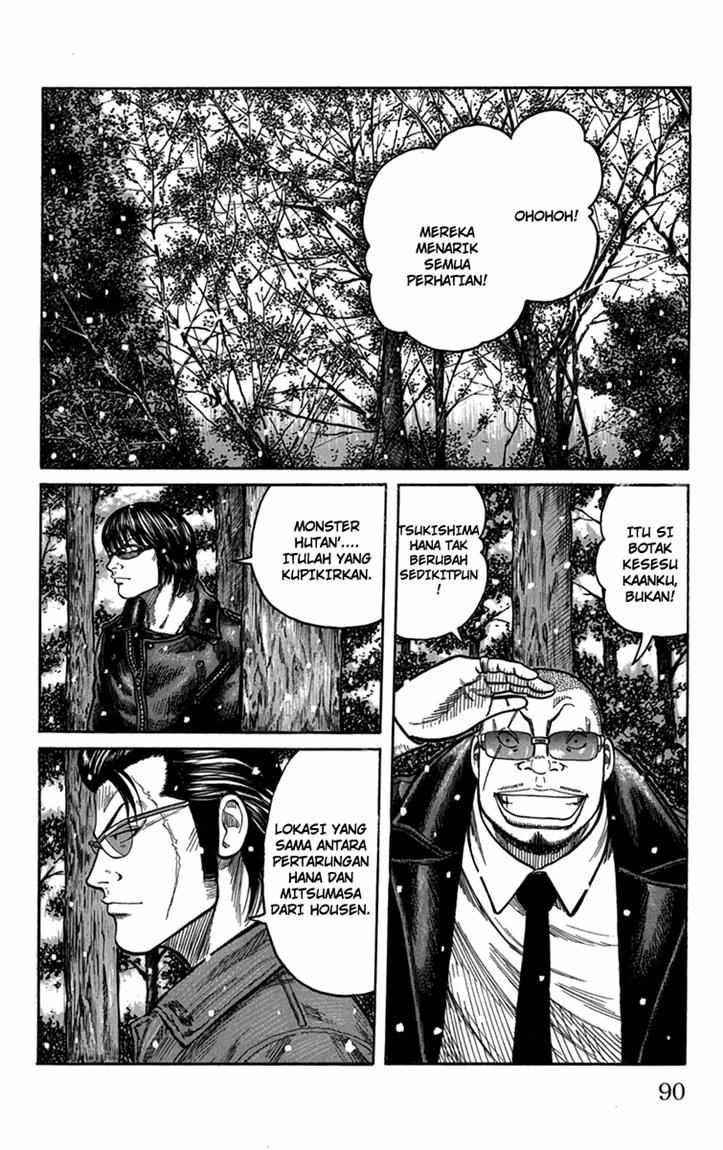 OHOHOH!
MEREKA
MENARIK
SEMUA
PERHATIAN!
ITU SI
BOTAK
KESESU
KAANKU,
BUKAN!
TSUKISHIMA
HANA TAK
BERUBAH
SEDIKITPUN
!
MONSTER
HUTAN'....
ITULAH YANG
KUPIKIRKAN.
LOKASI YANG
SAMA ANTARA
PERTARUNGAN
HANA DAN
MITSUMASA
DARI HOUSEN.
90